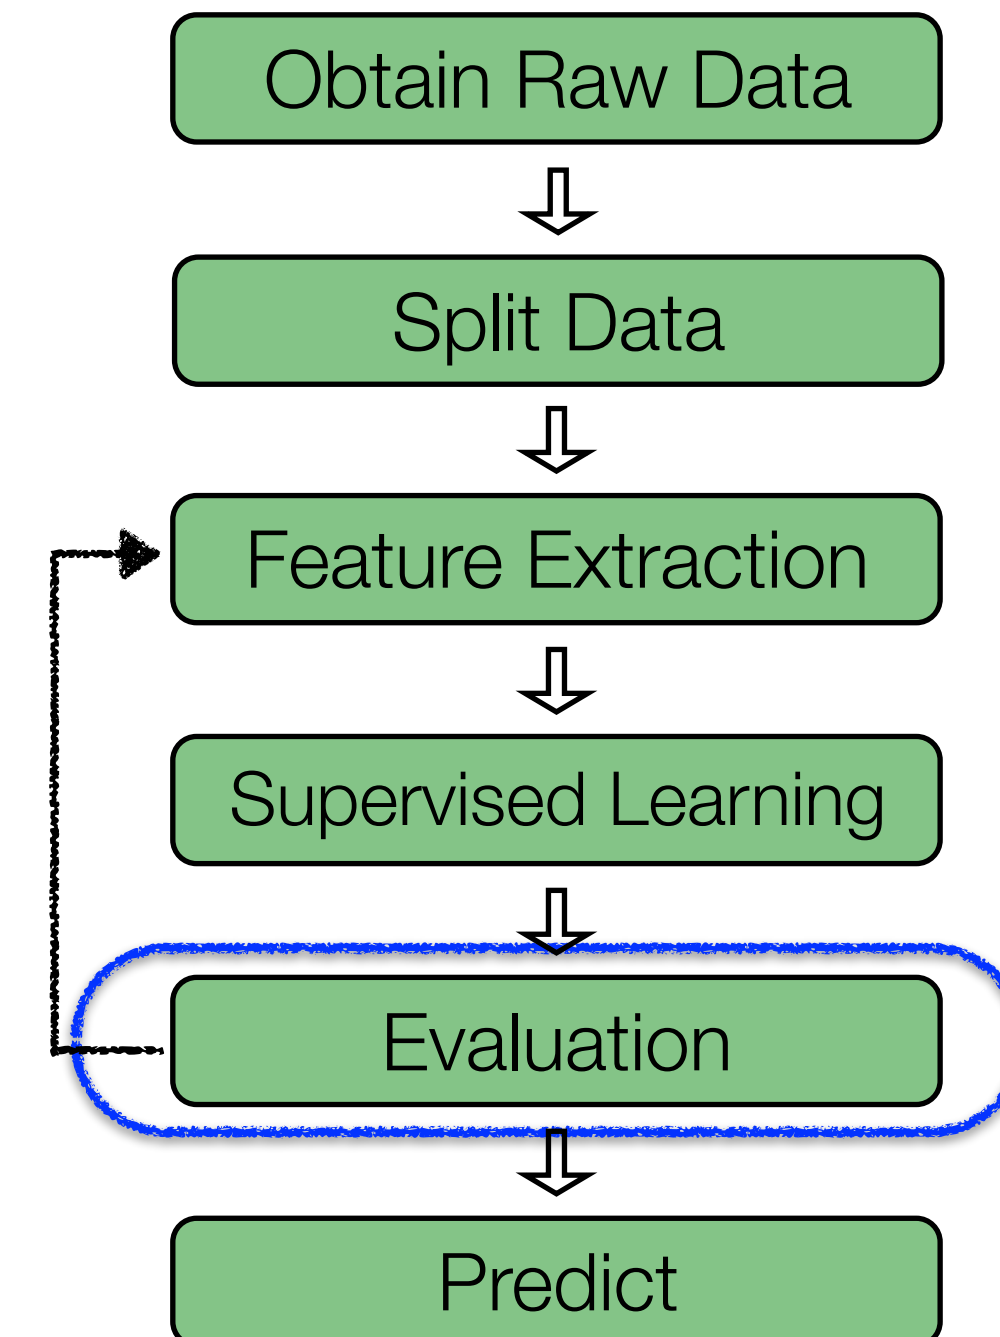 Obtain Raw Data
Split Data
Feature Extraction
Supervised Learning
Evaluation
Predict